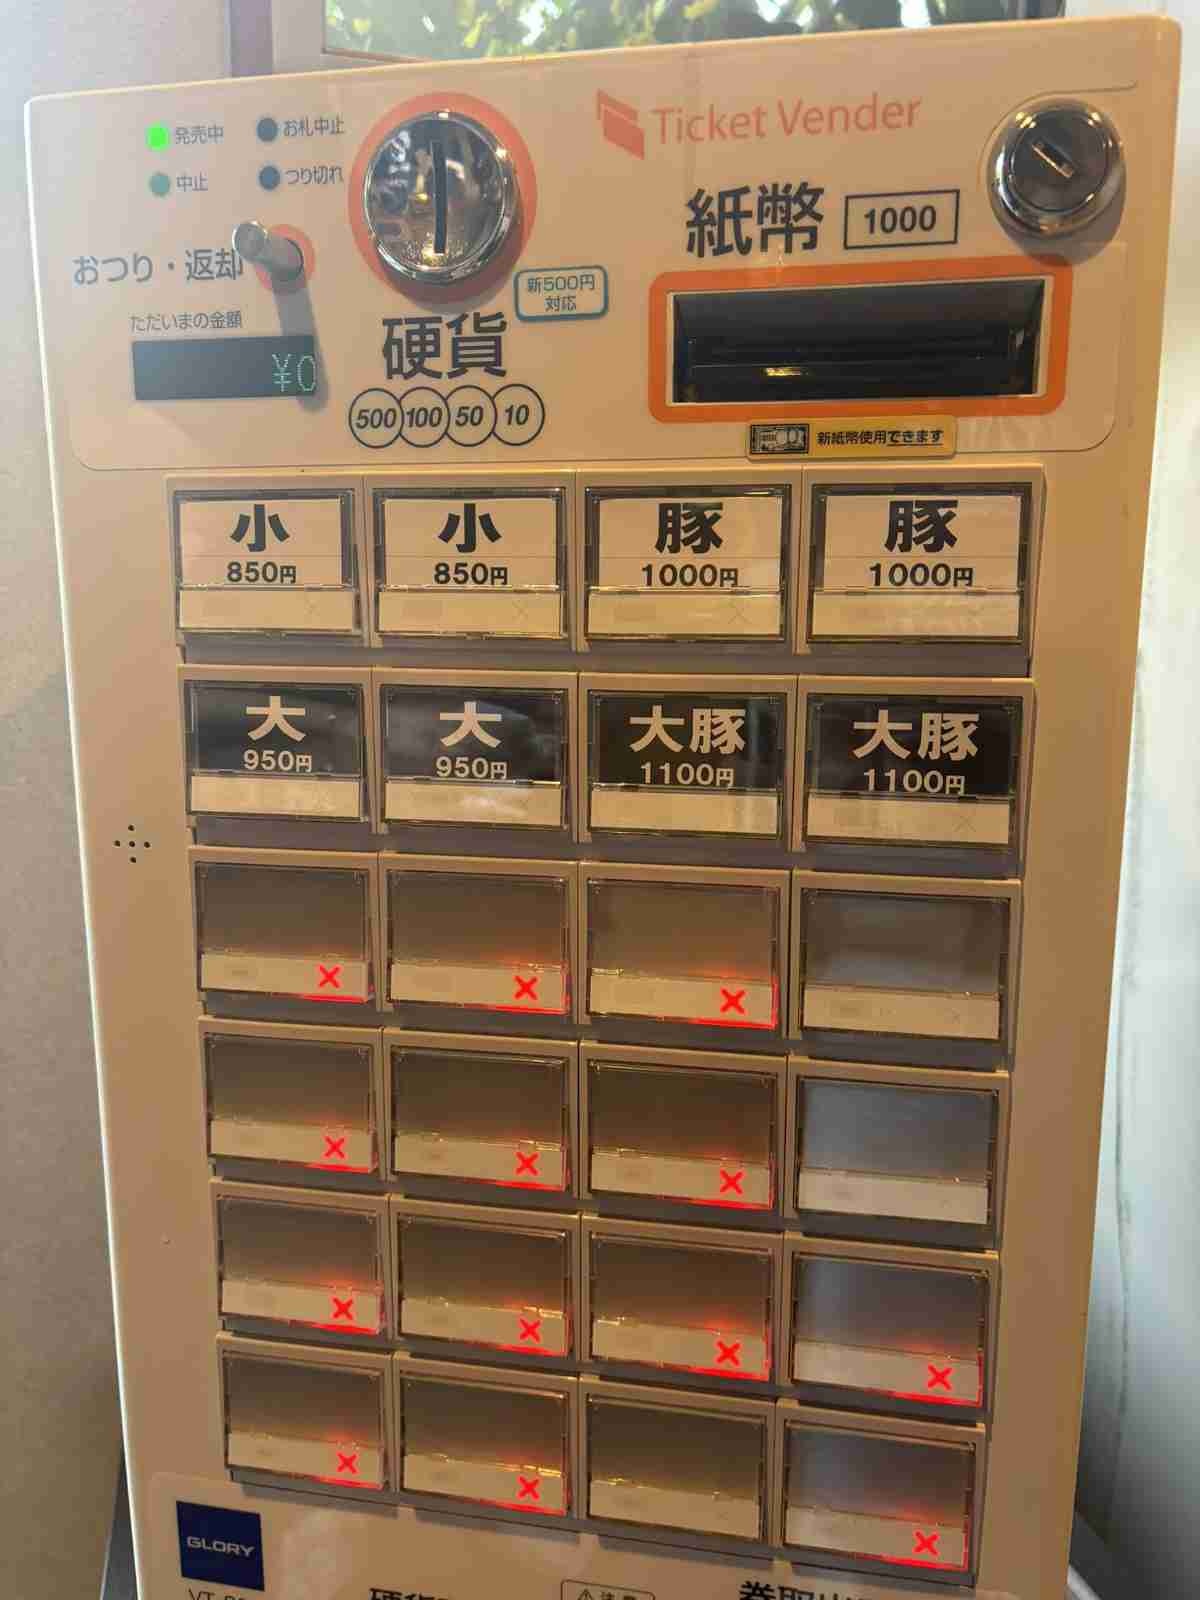 発売中
お札中止
中止
つり切れ
Ticket Vender
紙幣 1000
おつり・返却
新500円
対応
ただいまの金額
¥0
硬貨
500 100 50 10
新紙幣使用できます
小
850円
小
850円
豚
1000円
豚
1000円
大
950円
大
950円
大豚
1100円
大豚
1100円
×
×
×
×
×
×
×
×
×
×
×
×
×
GLORY
硬貨